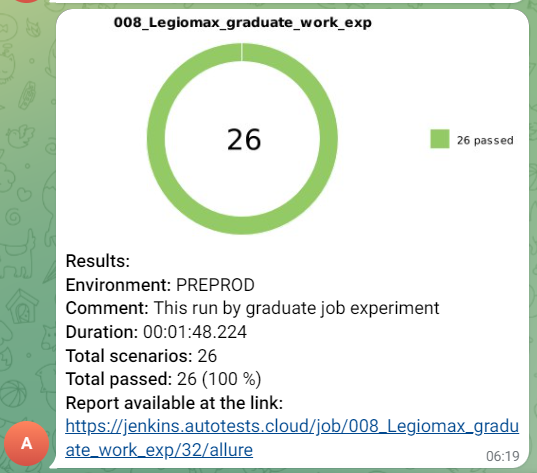 008_Legiomax_graduate_work_exp
26
26 passed
Results:
Environment: PREPROD
Comment: This run by graduate job experiment
Duration: 00:01:48.224
Total scenarios: 26
Total passed: 26 (100 %)
Report available at the link:
https://jenkins.autotests.cloud/job/008_Legiomax_gradu
ate_work_exp/32/allure
A
06:19